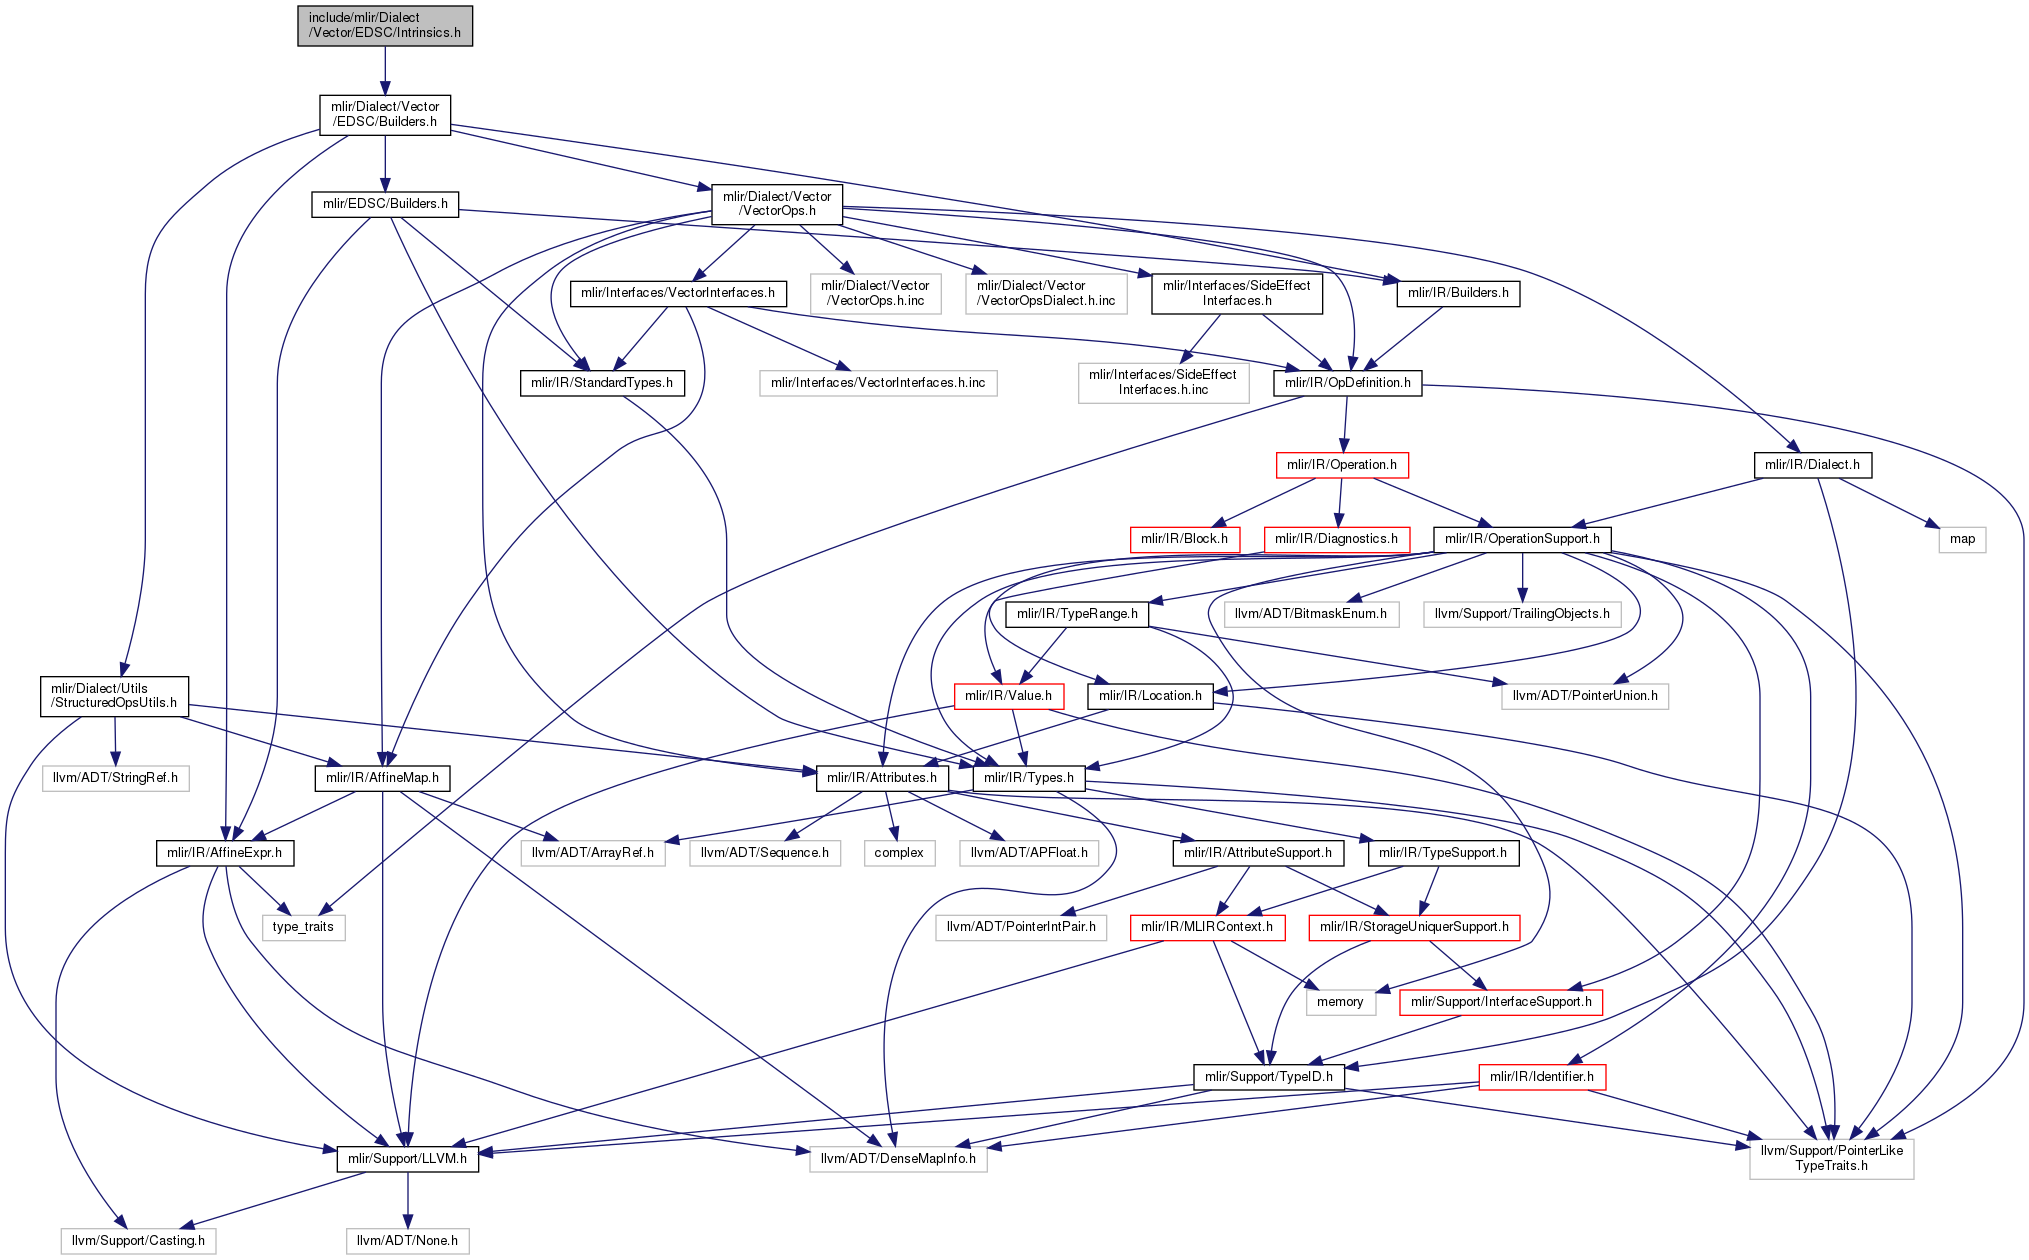 include/mlir/Dialect
/Vector/EDSC/Intrinsics.h
mlir/Dialect/Vector
/EDSC/Builders.h
mlir/EDSC/Builders.h
mlir/Dialect/Vector
/VectorOps.h
mlir/Interfaces/VectorInterfaces.h
mlir/Dialect/Vector
/VectorOps.h.inc
mlir/Dialect/Vector
/VectorOpsDialect.h.inc
mlir/Interfaces/SideEffect
Interfaces.h
mlir/IR/Builders.h
mlir/IR/StandardTypes.h
mlir/Interfaces/VectorInterfaces.h.inc
mlir/Interfaces/SideEffect
Interfaces.h.inc
mlir/IR/OpDefinition.h
mlir/IR/Operation.h
mlir/IR/Dialect.h
mlir/IR/Block.h
mlir/IR/Diagnostics.h
mlir/IR/OperationSupport.h
map
mlir/IR/TypeRange.h
llvm/ADT/BitmaskEnum.h
llvm/Support/TrailingObjects.h
mlir/Dialect/Utils
/StructuredOpsUtils.h
mlir/IR/Value.h
mlir/IR/Location.h
llvm/ADT/PointerUnion.h
llvm/ADT/StringRef.h
mlir/IR/AffineMap.h
mlir/IR/Attributes.h
mlir/IR/Types.h
mlir/IR/AffineExpr.h
llvm/ADT/ArrayRef.h
llvm/ADT/Sequence.h
complex
llvm/ADT/APFloat.h
mlir/IR/AttributeSupport.h
mlir/IR/TypeSupport.h
type_traits
llvm/ADT/PointerIntPair.h
mlir/IR/MLIRContext.h
mlir/IR/StorageUniquerSupport.h
memory
mlir/Support/InterfaceSupport.h
mlir/Support/TypeID.h
mlir/IR/Identifier.h
mlir/Support/LLVM.h
llvm/ADT/DenseMapInfo.h
llvm/Support/PointerLike
TypeTraits.h
llvm/Support/Casting.h
llvm/ADT/None.h